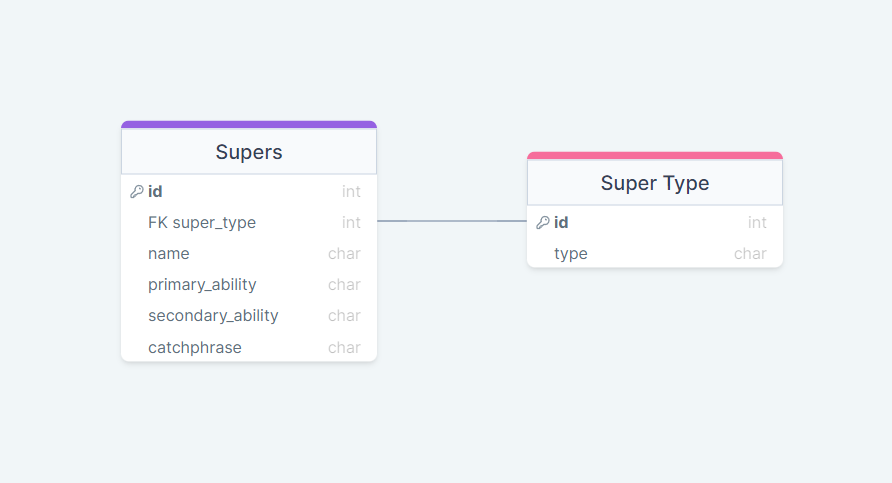 Supers
id int
FK super_type int
name char
primary_ability char
secondary_ability char
catchphrase char
Super Type
id int
type char